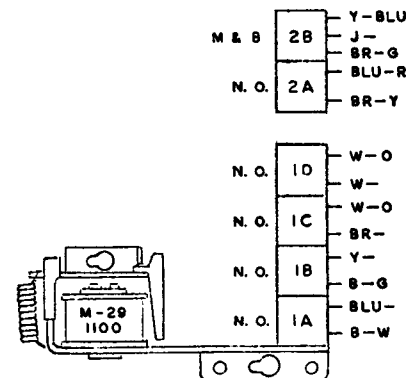 Y-BLU
M & B 2B J-
BR-G
BLU-R
N. O. 2A
BR-Y
W-O
N. O. 1D
W-
W-O
N. O. 1C
BR-
Y-
N. O. 1B
B-G
BLU-
N. O. 1A
B-W
M-29
1100